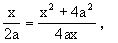 x/2a = (x² + 4a²)/4ax ,